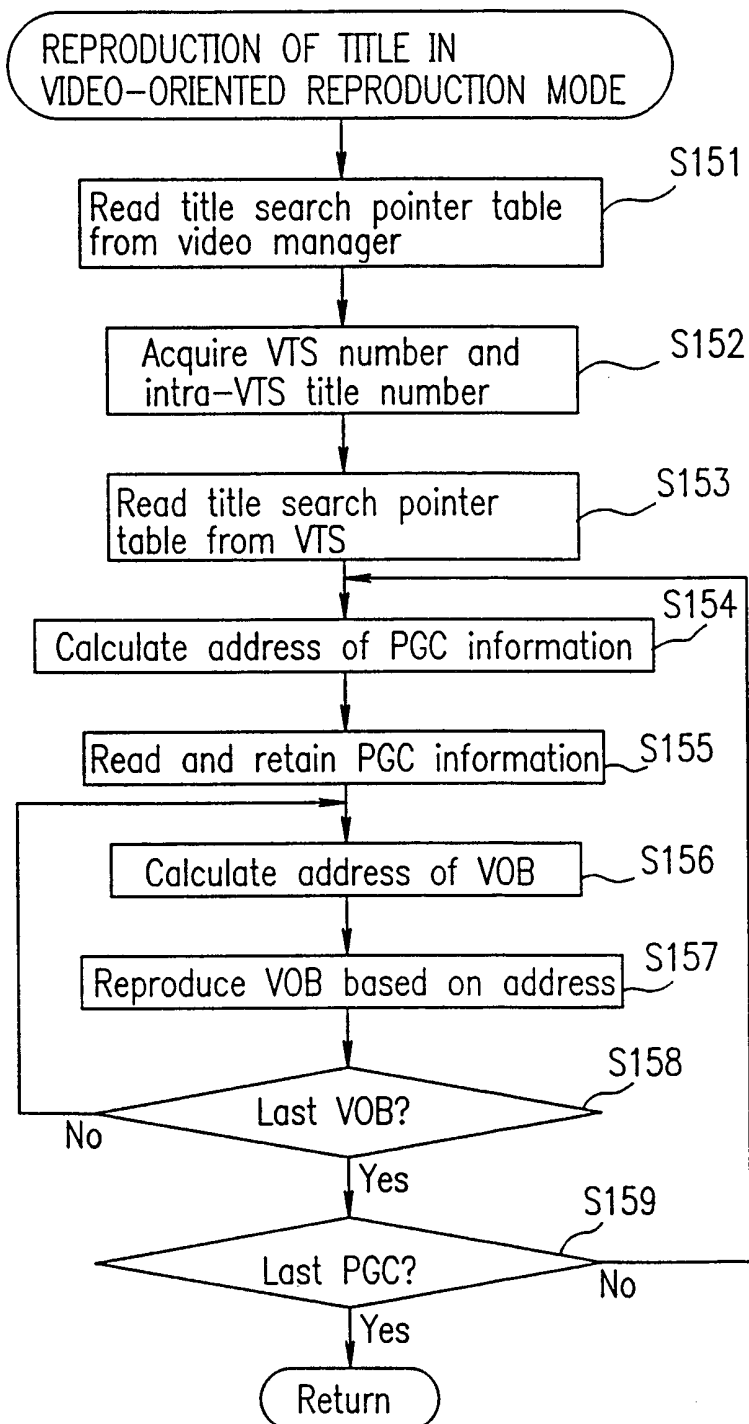 REPRODUCTION OF TITLE IN
VIDEO-ORIENTED REPRODUCTION MODE
S151
Read title search pointer table
from video manager
S152
Acquire VTS number and
intra-VTS title number
S153
Read title search pointer
table from VTS
S154
Calculate address of PGC information
Read and retain PGC information
S155
Calculate address of VOB
S156
Reproduce VOB based on address
S157
S158
Last VOB?
No
Yes
S159
Last PGC?
No
Yes
Return